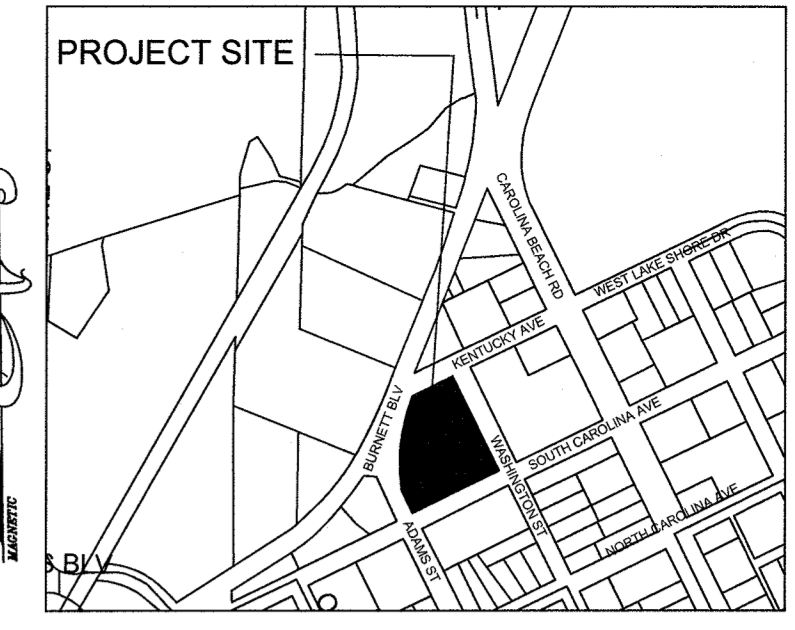 PROJECT SITE
CAROLINA BEACH RD
WEST LAKE SHORE DR
KENTUCKY AVE
BURNETT BLV
SOUTH CAROLINA AVE
WASHINGTON ST
NORTH CAROLINA AVE
ADAMS ST
S BLV
MAGNETIC